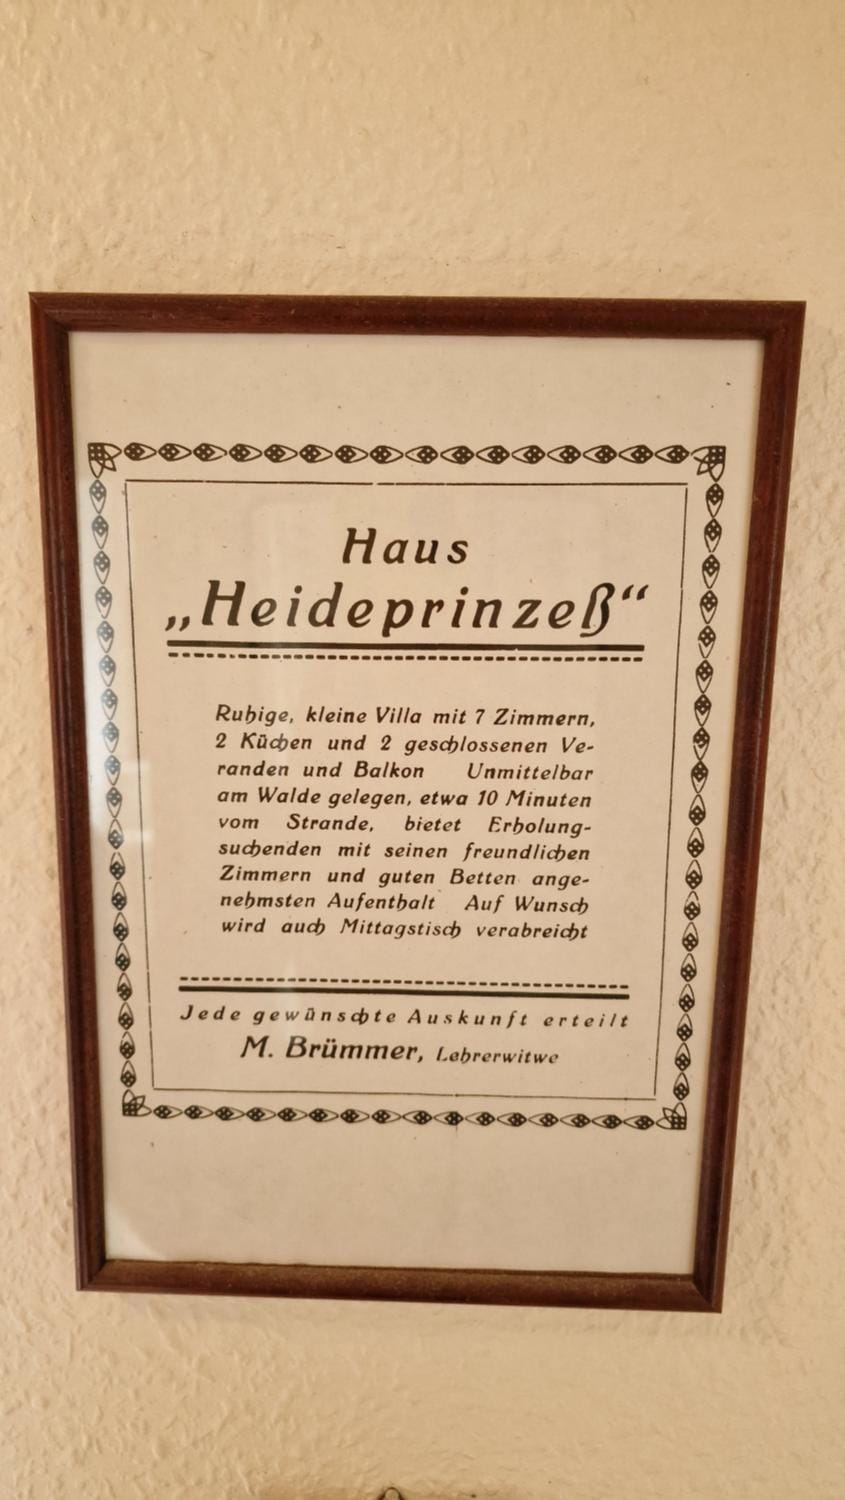 Haus
„Heideprinzeß“
Ruhige, kleine Villa mit 7 Zimmern,
2 Küchen und 2 geschlossenen Ve-
randen und Balkon Unmittelbar
am Walde gelegen, etwa 10 Minuten
vom Strande, bietet Erholung-
suchenden mit seinen freundlichen
Zimmern und guten Betten ange-
nehmsten Aufenthalt Auf Wunsch
wird auch Mittagstisch verabreicht
Jede gewünschte Auskunft erteilt
M. Brümmer, Lehrerwitwe